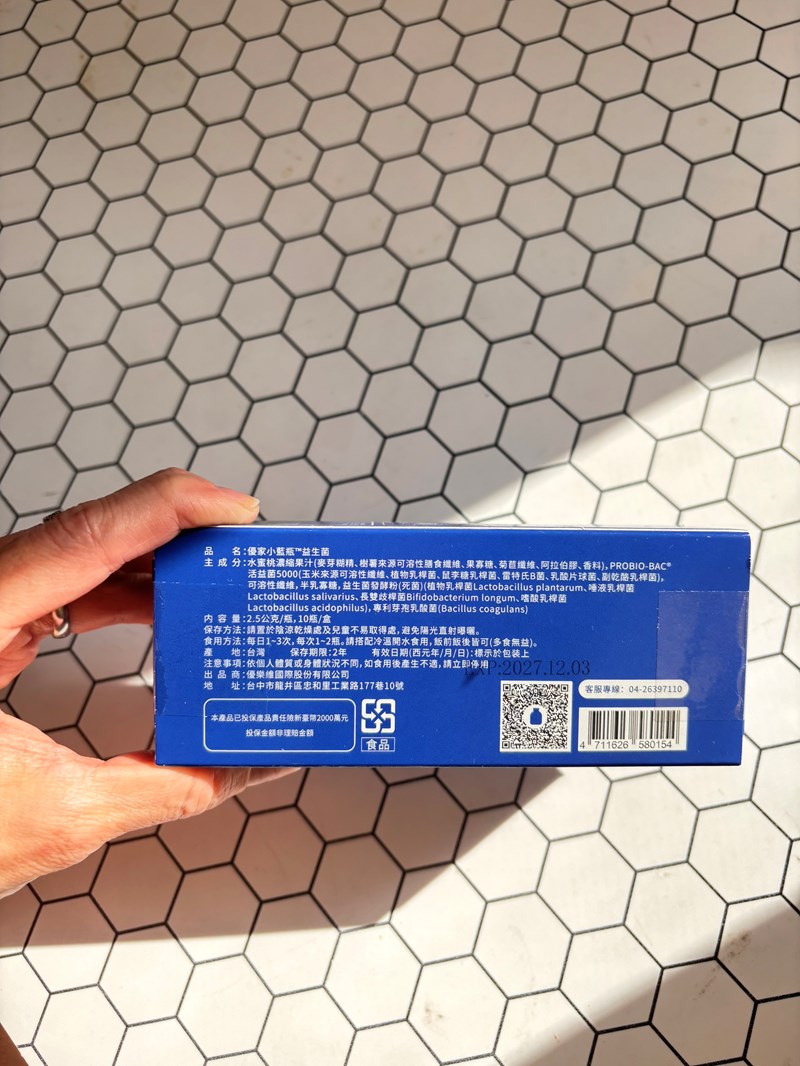 品　　名:優家小藍瓶™益生菌
主 成 分:水蜜桃濃縮果汁(麥芽糊精、樹薯來源可溶性膳食纖維、果寡糖、菊苣纖維、阿拉伯膠、香料), PROBIO-BAC®
活益菌5000(玉米來源可溶性纖維、植物乳桿菌、鼠李糖乳桿菌、雷特氏B菌、乳酸片球菌、副乾酪乳桿菌),
可溶性纖維, 半乳寡糖, 益生菌發酵粉(死菌)(植物乳桿菌Lactobacillus plantarum、唾液乳桿菌
Lactobacillus salivarius、長雙歧桿菌Bifidobacterium longum、嗜酸乳桿菌
Lactobacillus acidophilus), 專利芽孢乳酸菌(Bacillus coagulans)
內 容 量:2.5公克/瓶, 10瓶/盒
保存方法:請置於陰涼乾燥處及兒童不易取得處, 避免陽光直射曝曬。
食用方法:每日1~3次, 每次1~2瓶。請搭配冷溫開水食用, 飯前飯後皆可(多食無益)。
產　　地:台灣　　保存期限:2年　　有效日期(西元年/月/日):標示於包裝上
注意事項:依個人體質或身體狀況不同, 如食用後產生不適, 請立即停用
EXP:2027.12.03
出 品 商:優樂維國際股份有限公司
地　　址:台中市龍井區忠和里工業路177巷10號
客服專線: 04-26397110
本產品已投保產品責任險新臺幣2000萬元
投保金額非理賠金額
食品
4 711626 580154